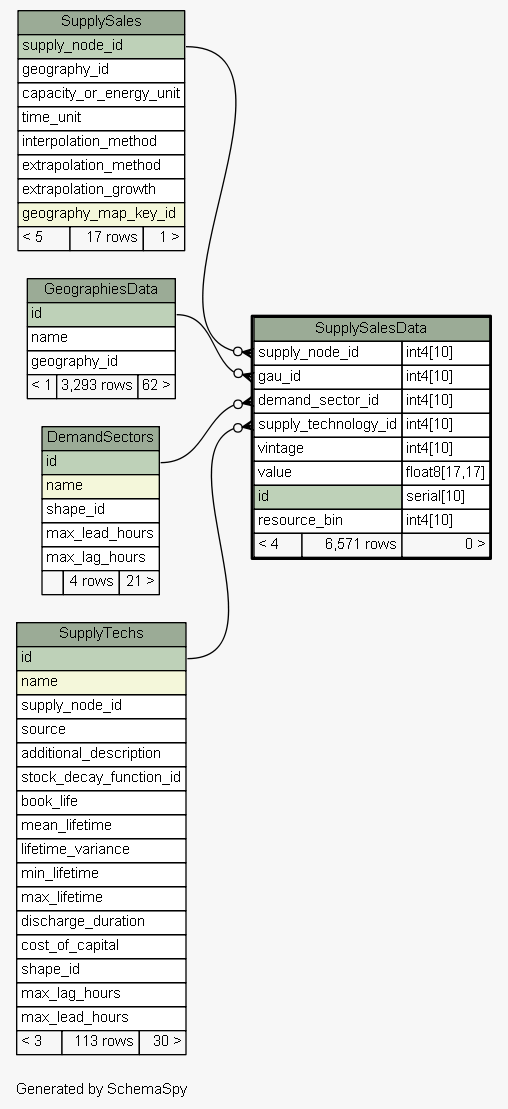 SupplySales
supply_node_id
geography_id
capacity_or_energy_unit
time_unit
interpolation_method
extrapolation_method
extrapolation_growth
geography_map_key_id
< 5 17 rows 1 >
GeographiesData
id
name
geography_id
< 1 3,293 rows 62 >
DemandSectors
id
name
shape_id
max_lead_hours
max_lag_hours
4 rows 21 >
SupplyTechs
id
name
supply_node_id
source
additional_description
stock_decay_function_id
book_life
mean_lifetime
lifetime_variance
min_lifetime
max_lifetime
discharge_duration
cost_of_capital
shape_id
max_lag_hours
max_lead_hours
< 3 113 rows 30 >
SupplySalesData
supply_node_id int4[10]
gau_id int4[10]
demand_sector_id int4[10]
supply_technology_id int4[10]
vintage int4[10]
value float8[17,17]
id serial[10]
resource_bin int4[10]
< 4 6,571 rows 0 >
Generated by SchemaSpy